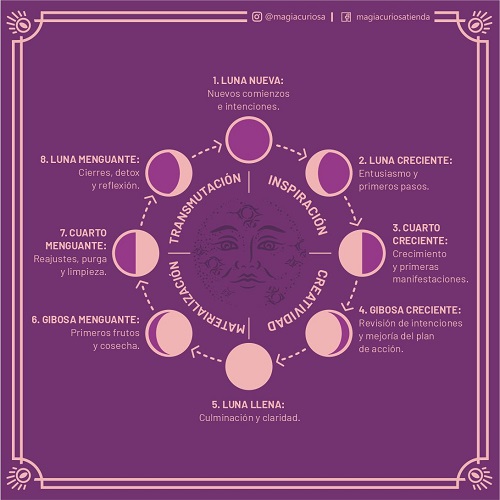 @magiacuriosa | magiacuriosatienda
1. LUNA NUEVA:
Nuevos comienzos
e intenciones.
2. LUNA CRECIENTE:
Entusiasmo y
primeros pasos.
3. CUARTO
CRECIENTE:
Crecimiento
y primeras
manifestaciones.
4. GIBOSA CRECIENTE:
Revisión de intenciones
y mejoría del plan
de acción.
5. LUNA LLENA:
Culminación y claridad.
6. GIBOSA MENGUANTE:
Primeros frutos
y cosecha.
7. CUARTO
MENGUANTE:
Reajustes, purga
y limpieza.
8. LUNA MENGUANTE:
Cierres, detox
y reflexión.
INSPIRACIÓN
CREATIVIDAD
MATERIALIZACIÓN
TRANSMUTACIÓN